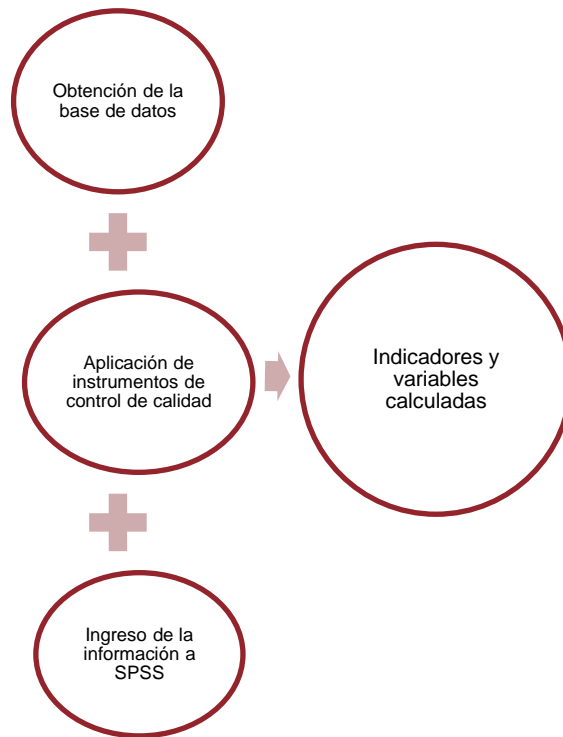 Obtención de la
base de datos
Aplicación de
instrumentos de
control de calidad
Indicadores y
variables
calculadas
Ingreso de la
información a
SPSS